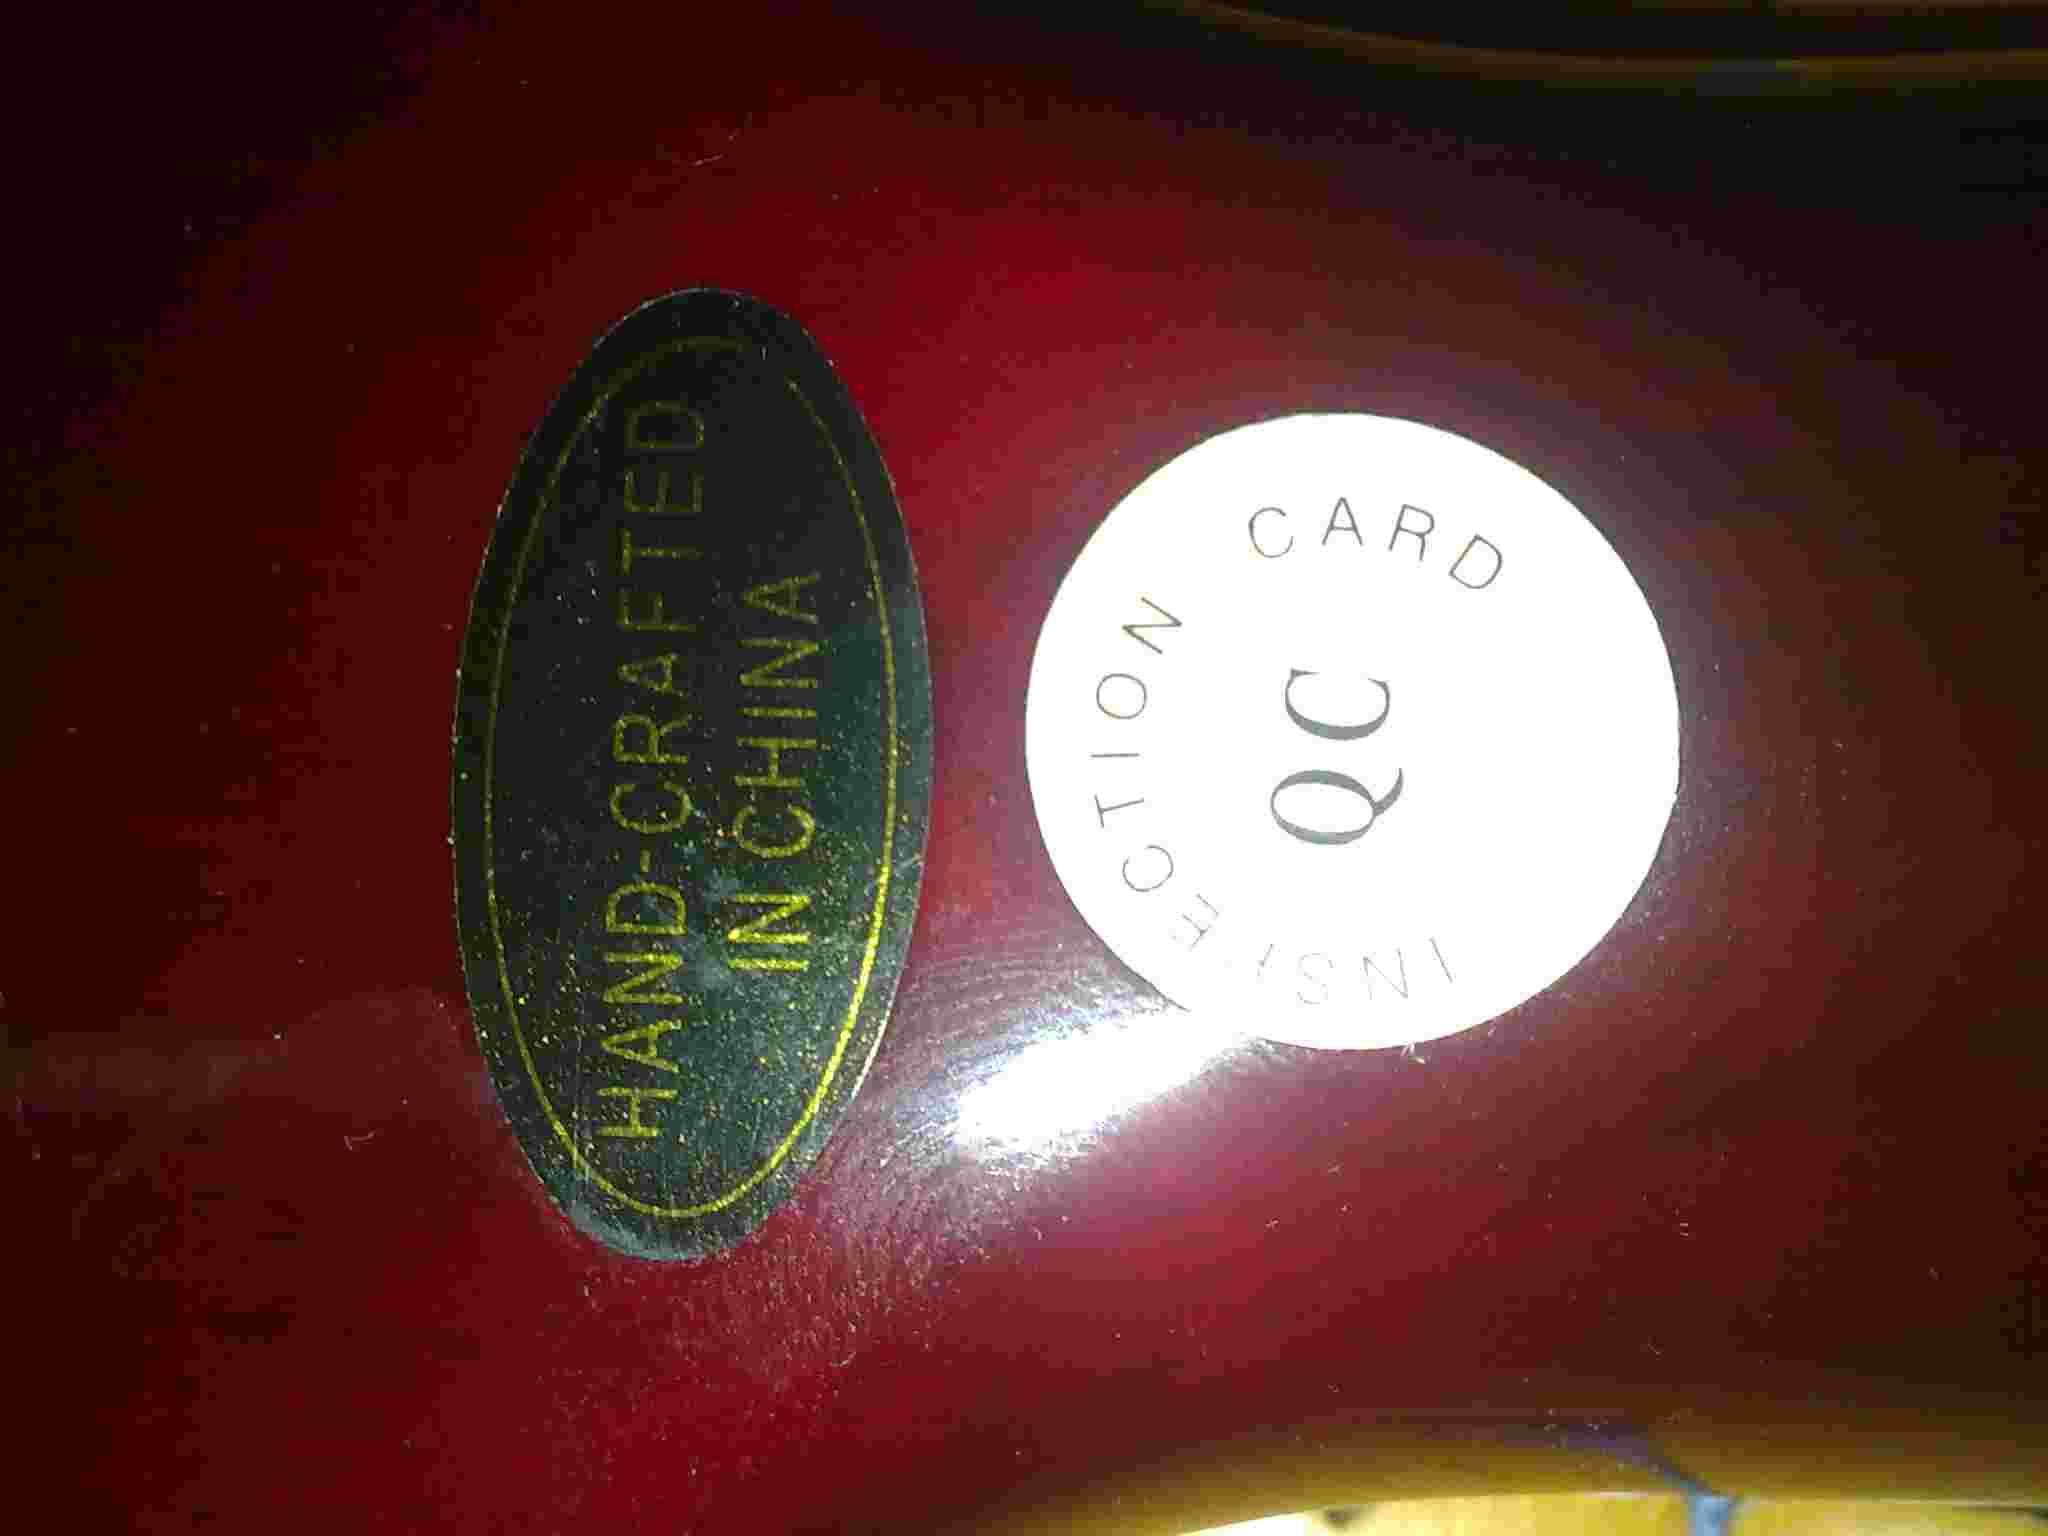 HAND-CRAFTED
IN CHINA
INSPECTION CARD
QC